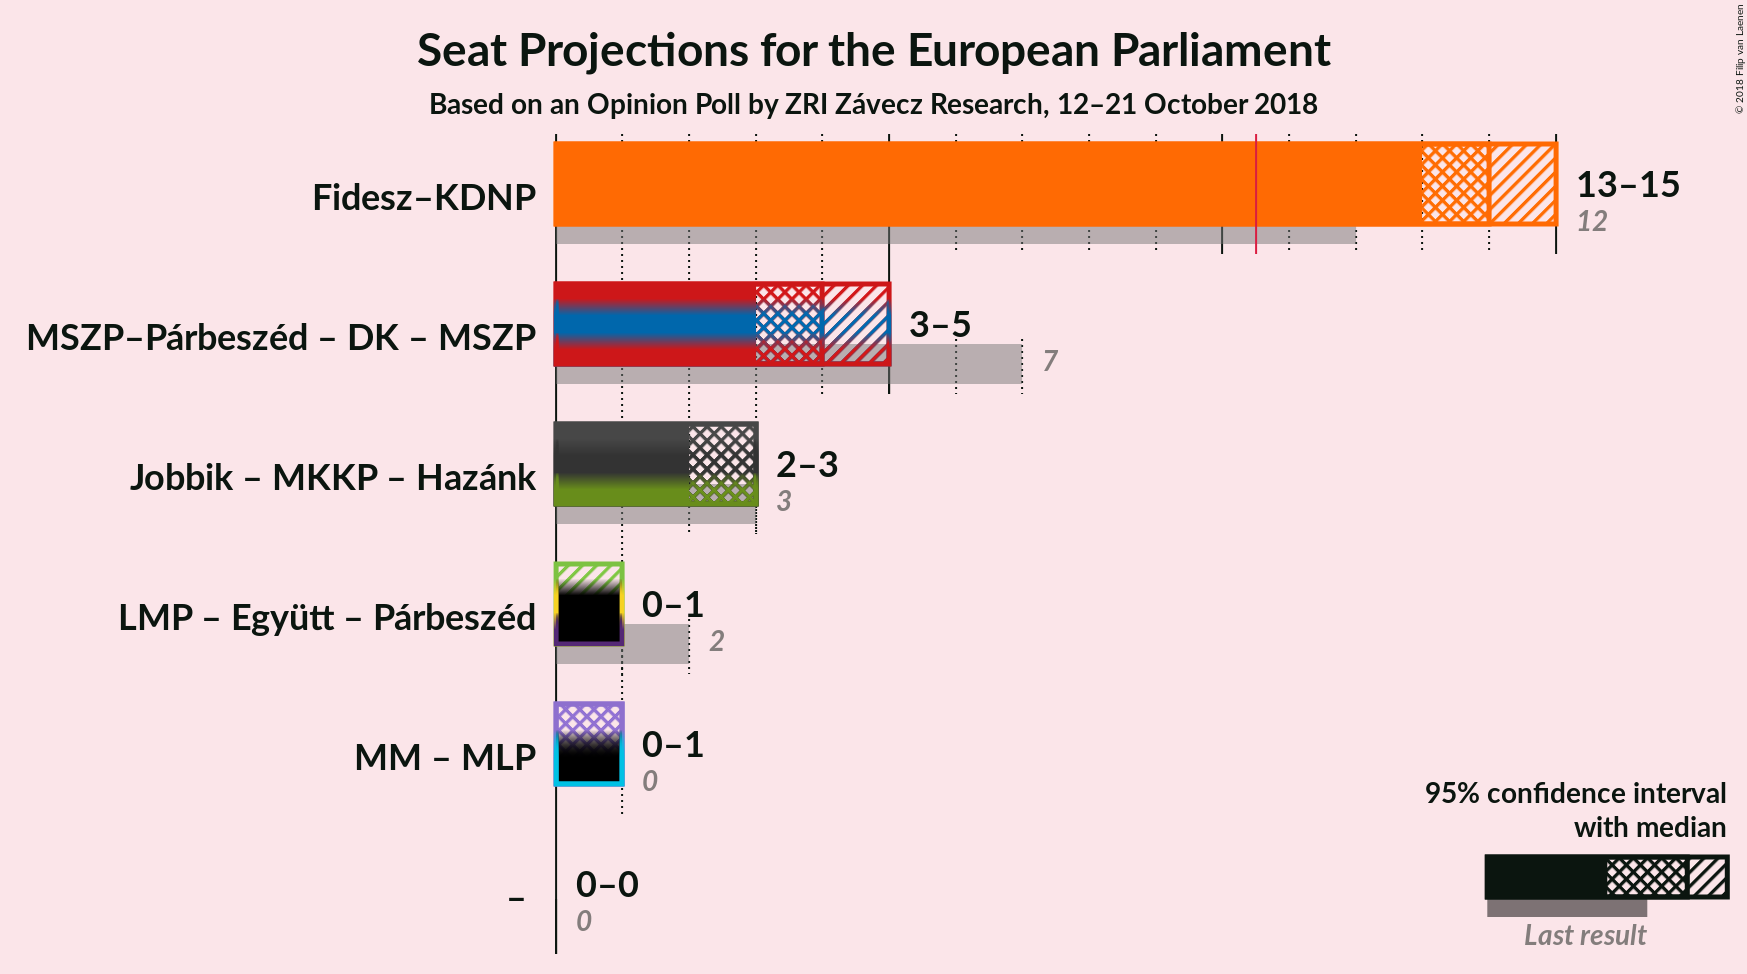 Seat Projections for the European Parliament
Based on an Opinion Poll by ZRI Závecz Research, 12–21 October 2018
© 2018 Filip van Laenen
Fidesz–KDNP
13–15
12
MSZP–Párbeszéd – DK – MSZP
3–5
7
Jobbik – MKKP – Hazánk
2–3
3
LMP – Együtt – Párbeszéd
0–1
2
MM – MLP
0–1
0
–
0–0
0
95% confidence interval
with median
Last result